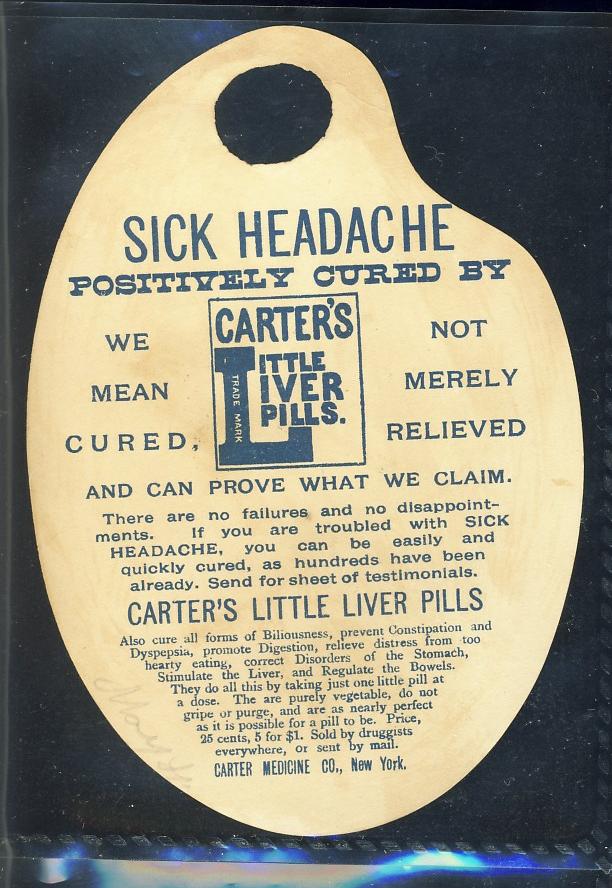 SICK HEADACHE
POSITIVELY CURED BY
WE
MEAN
CURED,
CARTER'S
LITTLE
LIVER
PILLS.
TRADE MARK
NOT
MERELY
RELIEVED
AND CAN PROVE WHAT WE CLAIM.
There are no failures and no disappoint-
ments. If you are troubled with SICK
HEADACHE, you can be easily and
quickly cured, as hundreds have been
already. Send for sheet of testimonials.
CARTER'S LITTLE LIVER PILLS
Also cure all forms of Biliousness, prevent Constipation and
Dyspepsia, promote Digestion, relieve distress from too
hearty eating, correct Disorders of the Stomach,
Stimulate the Liver, and Regulate the Bowels.
They do all this by taking just one little pill at
a dose. The are purely vegetable, do not
gripe or purge, and are as nearly perfect
as it is possible for a pill to be. Price,
25 cents, 5 for $1. Sold by druggists
everywhere, or sent by mail.
CARTER MEDICINE CO., New York.